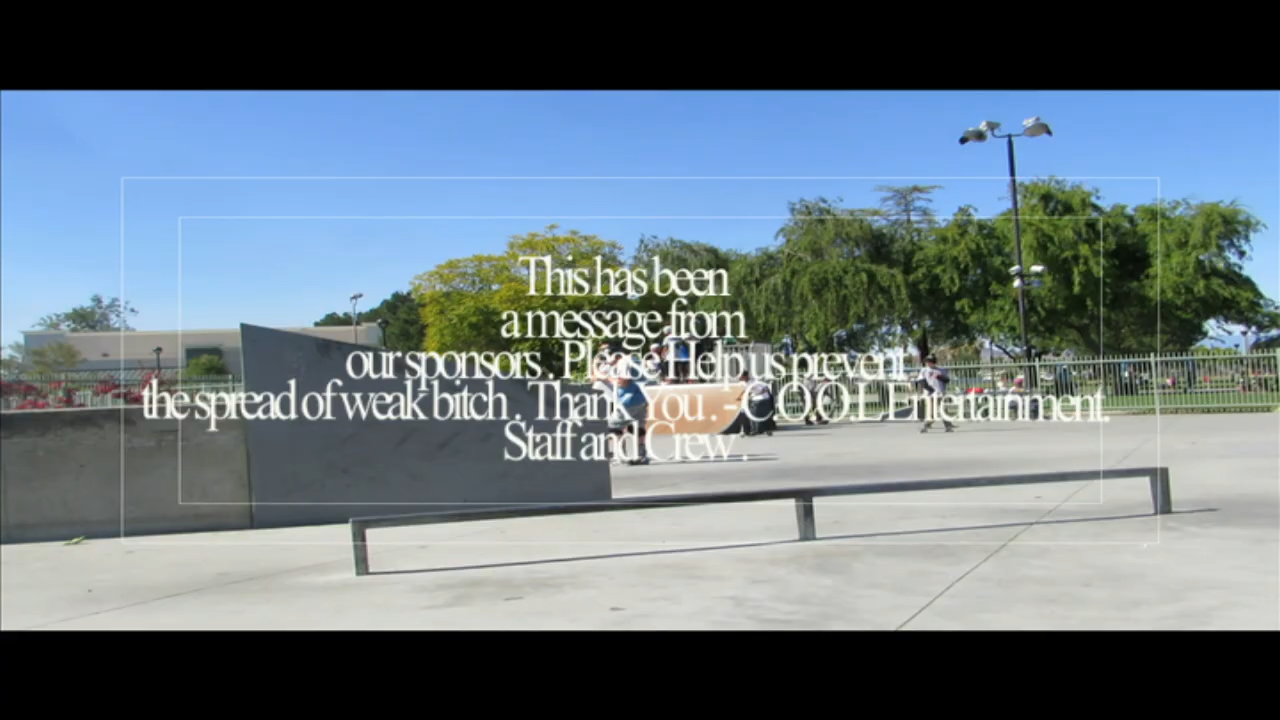 This has been
a message from
our sponsors . Please Help us prevent
the spread of weak bitch . Thank You . - C.O.O.L Entertainment.
Staff and Crew .